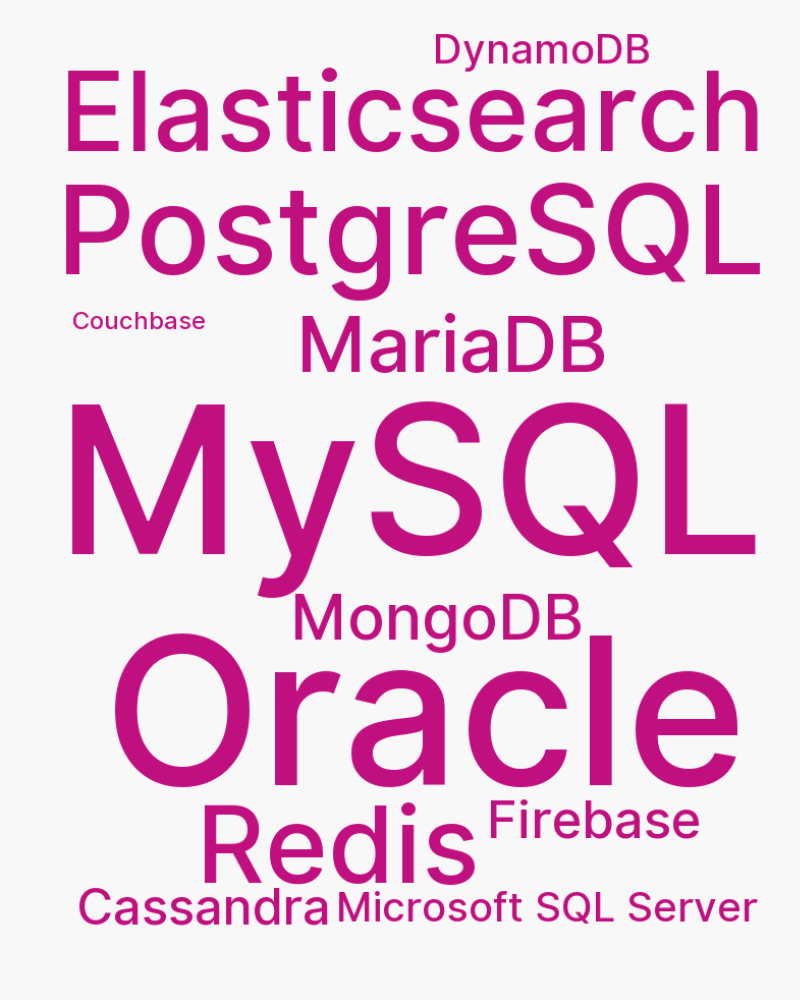 DynamoDB
Elasticsearch
PostgreSQL
Couchbase
MariaDB
MySQL
MongoDB
Oracle
Redis
Firebase
Cassandra
Microsoft SQL Server